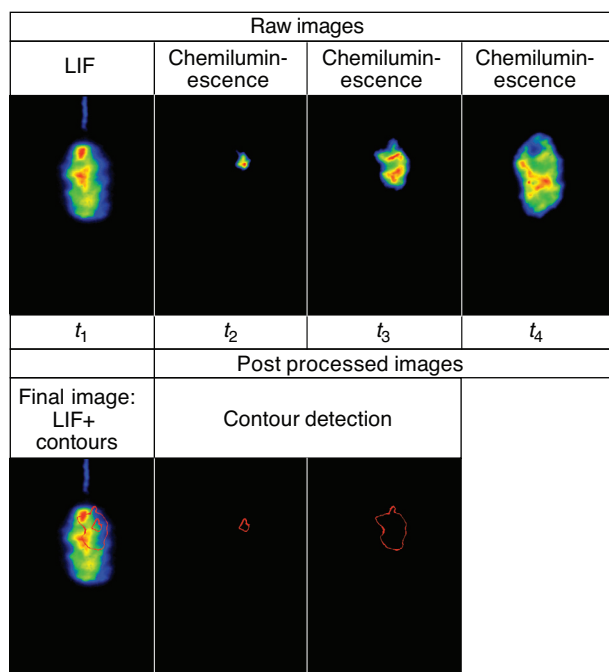 Raw images
LIF
Chemilumin-
escence
Chemilumin-
escence
Chemilumin-
escence
t1
t2
t3
t4
Post processed images
Final image:
LIF+
contours
Contour detection